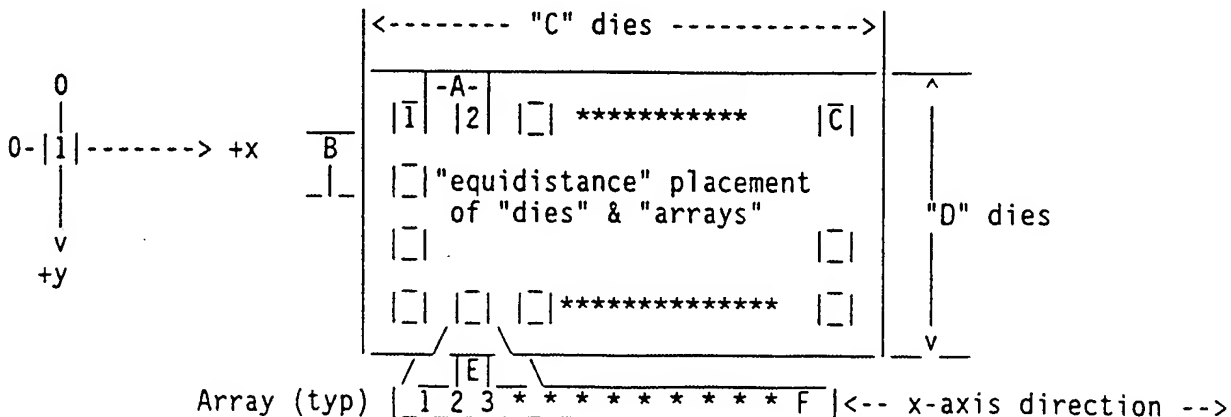 |<-------- "C" dies ------------>|
0
-A-
|1| |2| |_| *********** |C|
0-|1|-------> +x B
|_| "equidistance" placement
of "dies" & "arrays"
"D" dies
v
+y
|_| |_|
|_| |_| |_|************** |_|
v
|E|
Array (typ) | 1 2 3 * * * * * * * * * F |<-- x-axis direction -->